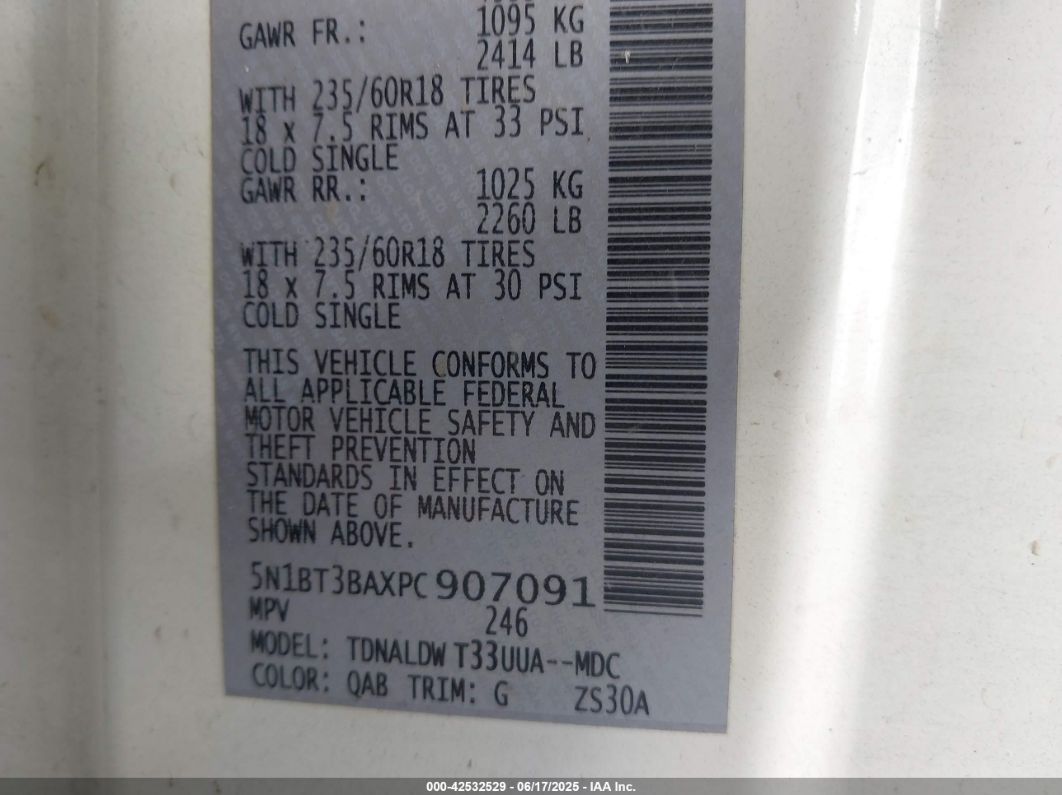 1095 KG
GAWR FR.:
2414 LB
WITH 235/60R18 TIRES
18 x 7.5 RIMS AT 33 PSI
COLD SINGLE
GAWR RR.: 1025 KG
2260 LB
WITH 235/60R18 TIRES
18 x 7.5 RIMS AT 30 PSI
COLD SINGLE
THIS VEHICLE CONFORMS TO
ALL APPLICABLE FEDERAL
MOTOR VEHICLE SAFETY AND
THEFT PREVENTION
STANDARDS IN EFFECT ON
THE DATE OF MANUFACTURE
SHOWN ABOVE.
5N1BT3BAXPC907091
MPV 246
MODEL: TDNALDW T33UUA--MDC
COLOR: QAB TRIM: G ZS30A
000-42532529 - 06/17/2025 - IAA Inc.